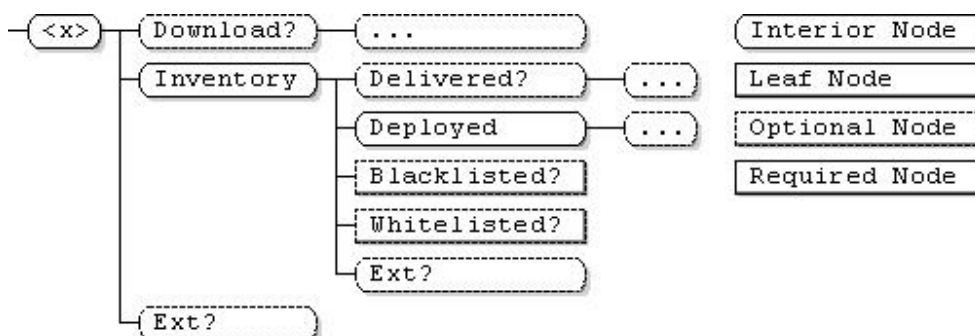 <x>
Download?
...
Interior Node
Inventory
Delivered?
...
Leaf Node
Deployed
...
Optional Node
Blacklisted?
Required Node
Whitelisted?
Ext?
Ext?